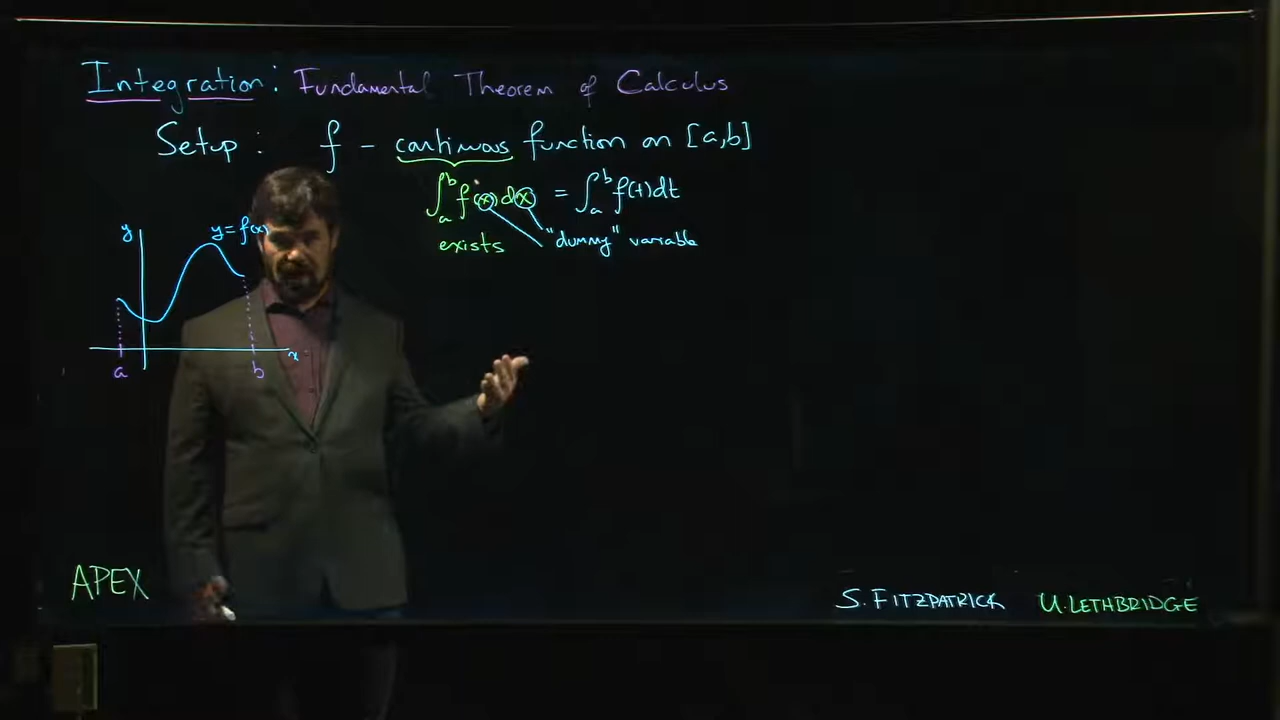 Integration: Fundamental Theorem of Calculus
Setup: f - continuous function on [a,b]
∫_a^b f(x)dx = ∫_a^b f(t)dt
exists "dummy" variable
y y=f(x)
x
a b
APEX
S. FITZPATRICK U. LETHBRIDGE